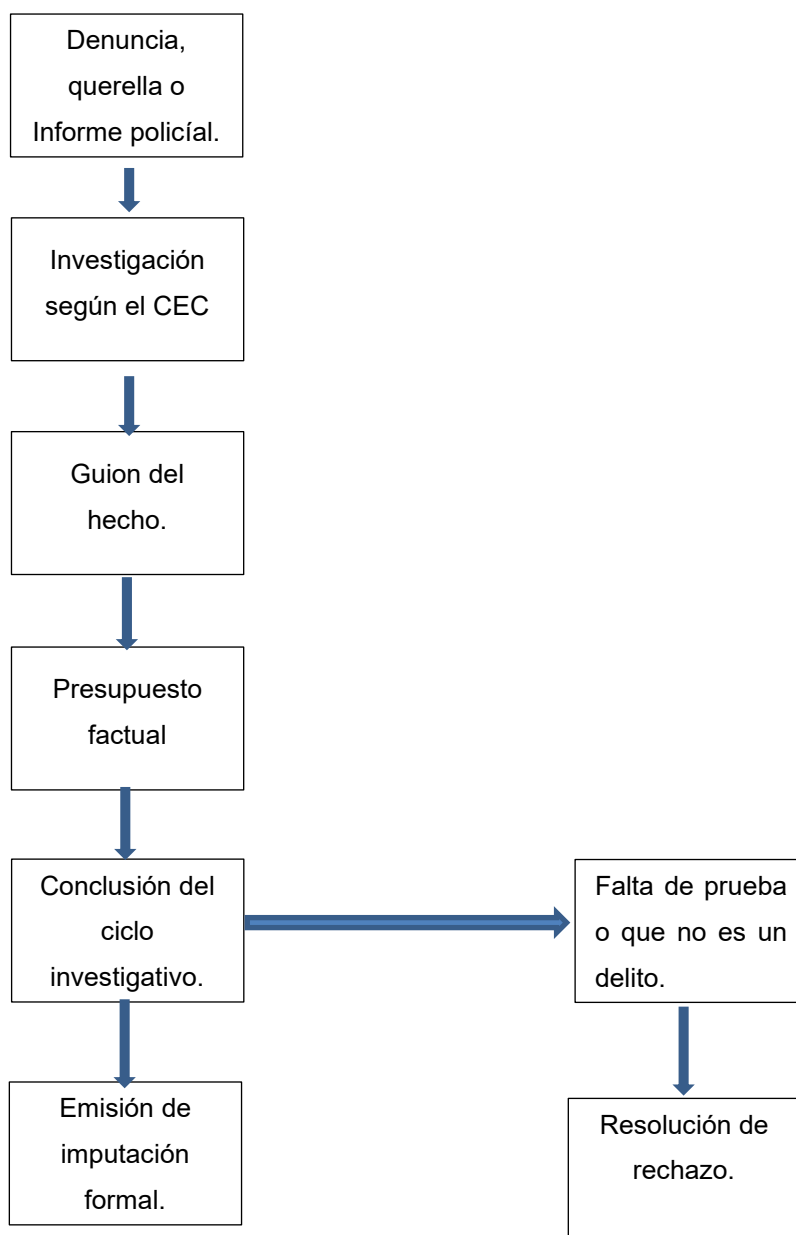 Denuncia,
querella o
Informe policíal.
Investigación
según el CEC
Guion del
hecho.
Presupuesto
factual
Conclusión del
ciclo
investigativo.
Falta de prueba
o que no es un
delito.
Emisión de
imputación
formal.
Resolución de
rechazo.